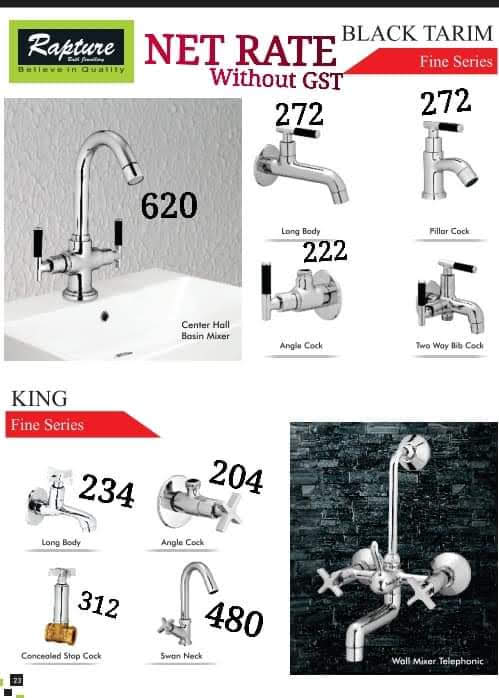 Rapture
Bath Jewellery
Believe in Quality
NET RATE
Without GST
BLACK TARIM
Fine Series
620
Center Hall
Basin Mixer
272
Long Body
272
Pillar Cock
222
Angle Cock
Two Way Bib Cock
KING
Fine Series
234
Long Body
204
Angle Cock
312
Concealed Stop Cock
480
Swan Neck
Wall Mixer Telephonic
23